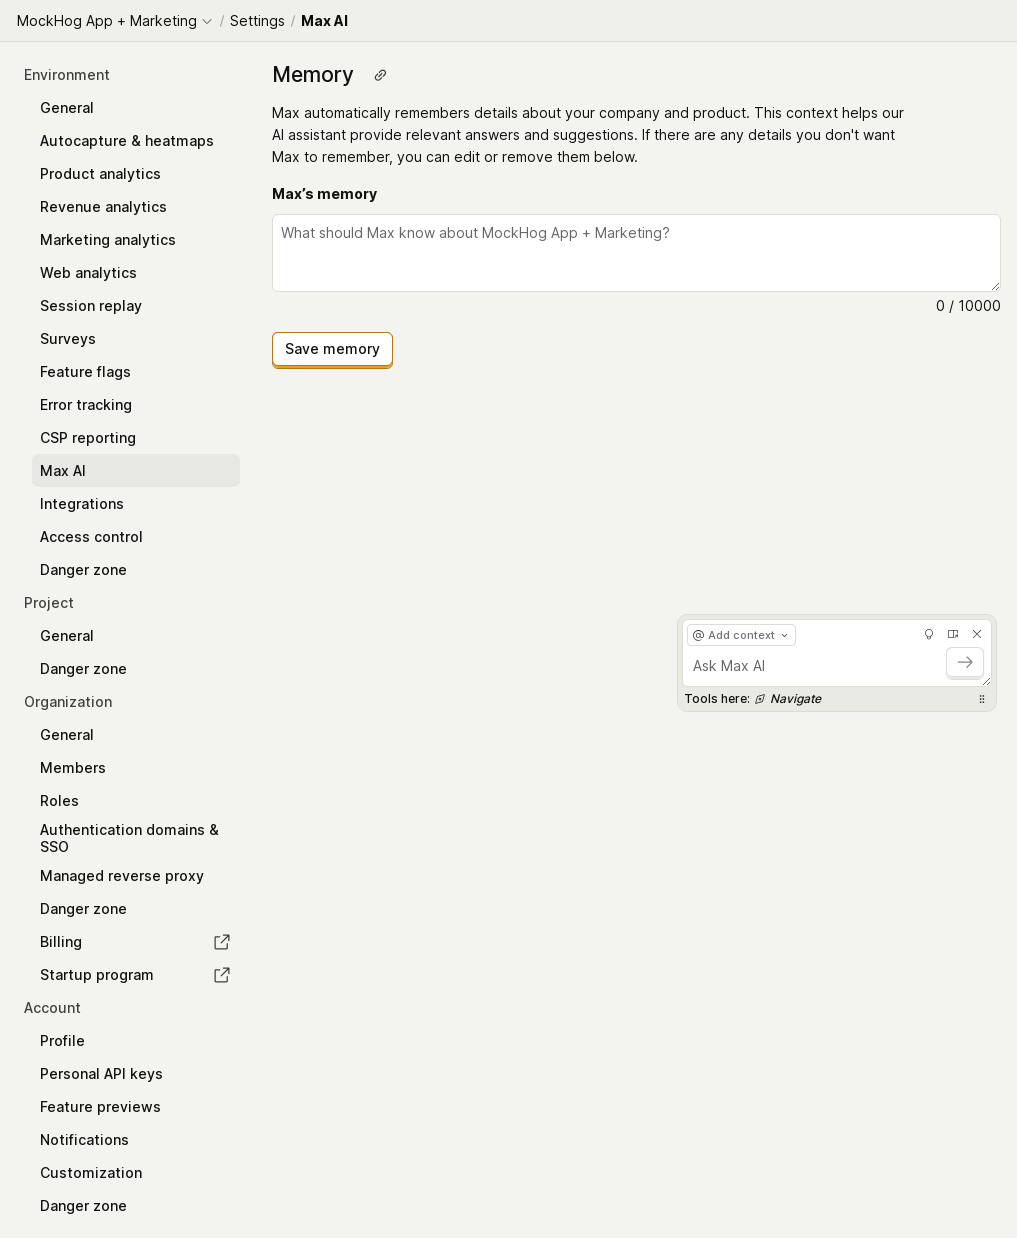 MockHog App + Marketing / Settings / Max AI
Environment
General
Autocapture & heatmaps
Product analytics
Revenue analytics
Marketing analytics
Web analytics
Session replay
Surveys
Feature flags
Error tracking
CSP reporting
Max AI
Integrations
Access control
Danger zone
Project
General
Danger zone
Organization
General
Members
Roles
Authentication domains &
SSO
Managed reverse proxy
Danger zone
Billing
Startup program
Account
Profile
Personal API keys
Feature previews
Notifications
Customization
Danger zone
Memory
Max automatically remembers details about your company and product. This context helps our
AI assistant provide relevant answers and suggestions. If there are any details you don't want
Max to remember, you can edit or remove them below.
Max’s memory
What should Max know about MockHog App + Marketing?
0 / 10000
Save memory
@ Add context
Ask Max AI
Tools here: Navigate